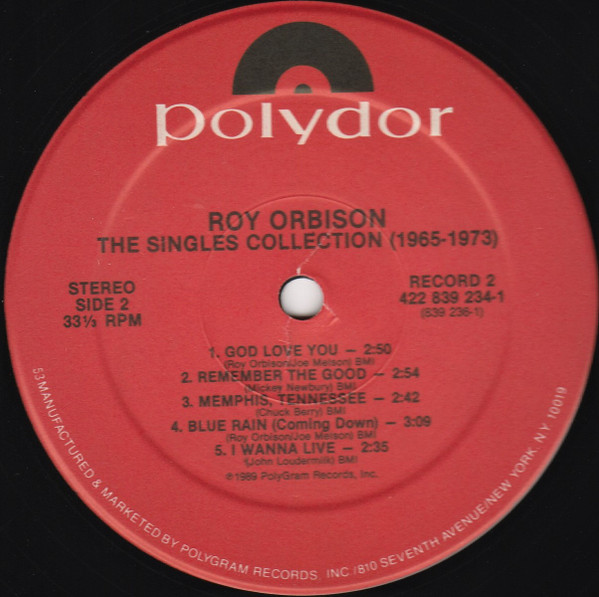 polydor
ROY ORBISON
THE SINGLES COLLECTION (1965-1973)
STEREO
SIDE 2
33⅓ RPM
RECORD 2
422 839 234-1
(839 236-1)
1. GOD LOVE YOU — 2:50
(Roy Orbison/Joe Melson) BMI
2. REMEMBER THE GOOD — 2:54
(Mickey Newbury) BMI
3. MEMPHIS, TENNESSEE — 2:42
(Chuck Berry) BMI
4. BLUE RAIN (Coming Down) — 3:09
(Roy Orbison/Joe Melson) BMI
5. I WANNA LIVE — 2:35
(John Loudermilk) BMI
℗1989 PolyGram Records, Inc.
53MANUFACTURED & MARKETED BY POLYGRAM RECORDS, INC./810 SEVENTH AVENUE/NEW YORK, N.Y. 10019